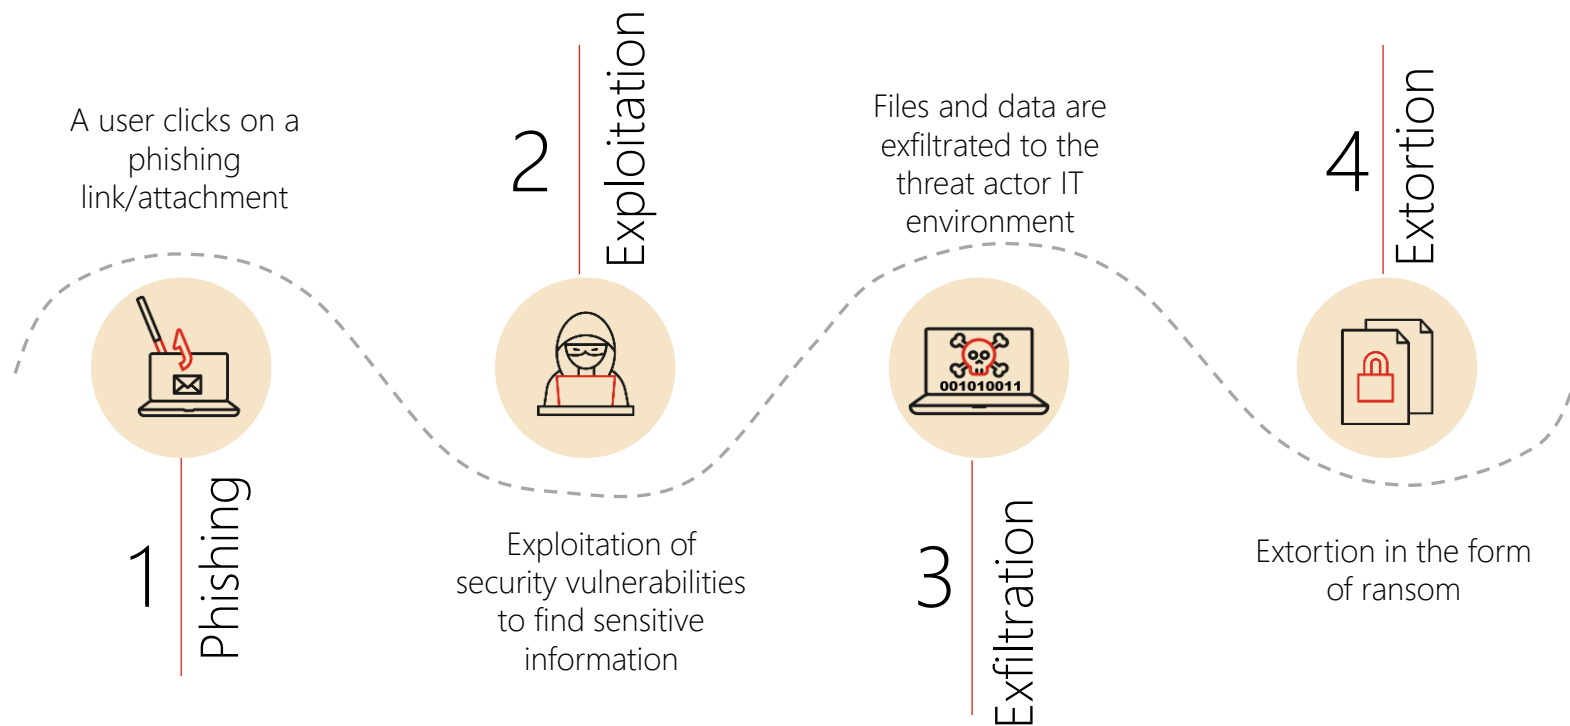 A user clicks on a
phishing
link/attachment
1
Phishing
2
Exploitation
Exploitation of
security vulnerabilities
to find sensitive
information
Files and data are
exfiltrated to the
threat actor IT
environment
001010011
3
Exfiltration
4
Extortion
Extortion in the form
of ransom